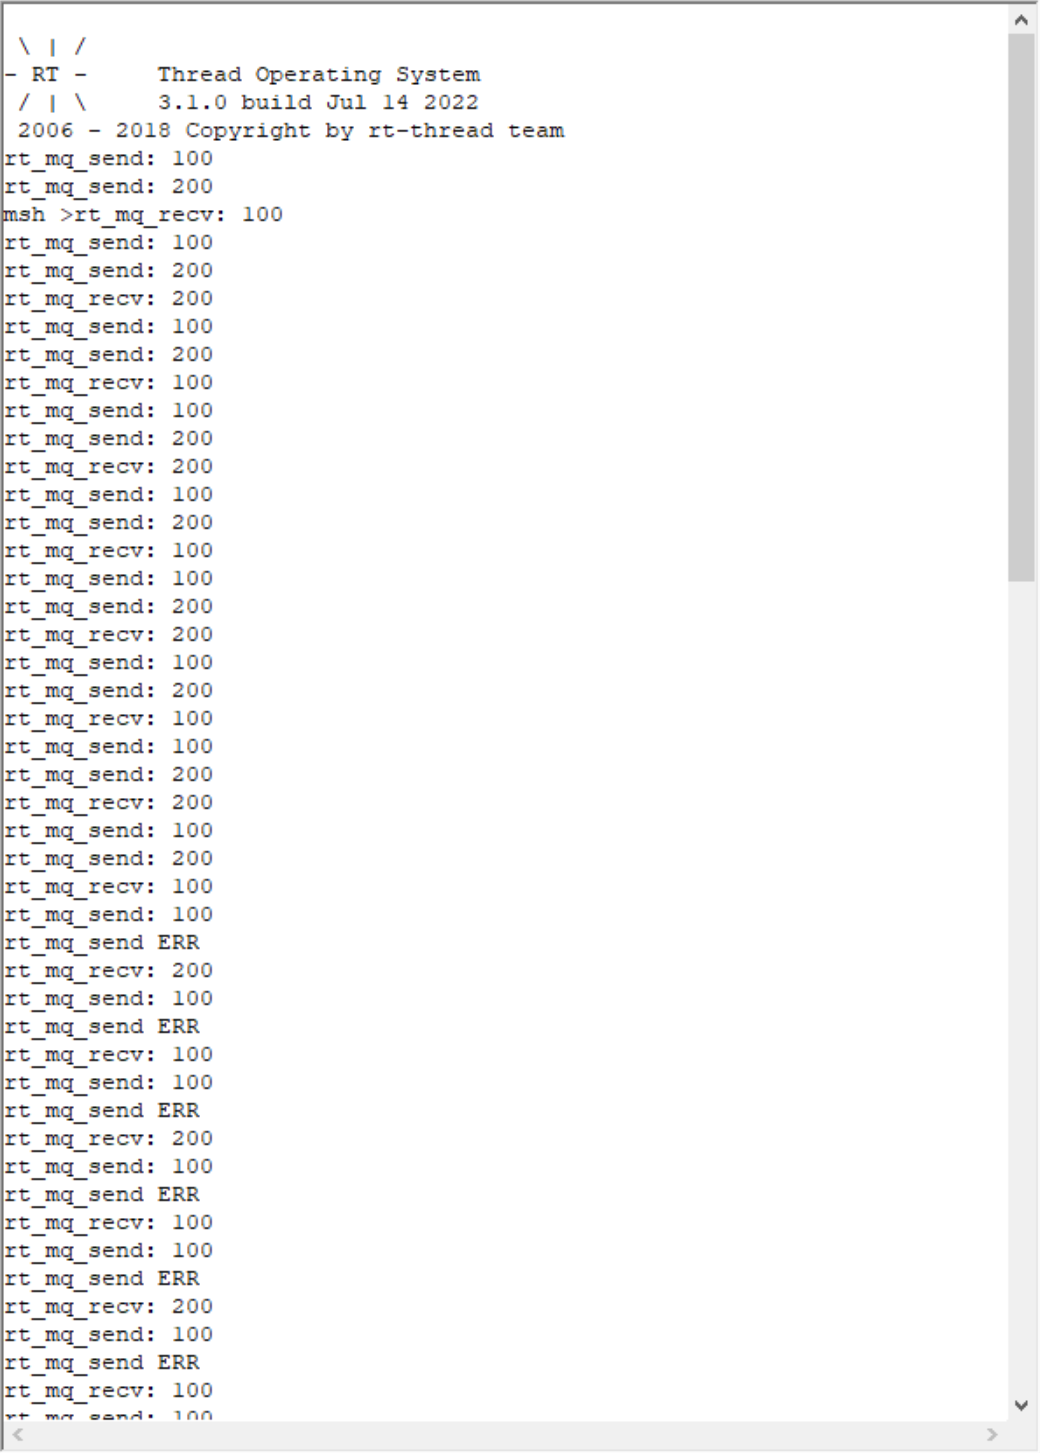 \ | /
- RT -     Thread Operating System
/ | \     3.1.0 build Jul 14 2022
2006 - 2018 Copyright by rt-thread team
rt_mq_send: 100
rt_mq_send: 200
msh >rt_mq_recv: 100
rt_mq_send: 100
rt_mq_send: 200
rt_mq_recv: 200
rt_mq_send: 100
rt_mq_send: 200
rt_mq_recv: 100
rt_mq_send: 100
rt_mq_send: 200
rt_mq_recv: 200
rt_mq_send: 100
rt_mq_send: 200
rt_mq_recv: 100
rt_mq_send: 100
rt_mq_send: 200
rt_mq_recv: 200
rt_mq_send: 100
rt_mq_send: 200
rt_mq_recv: 100
rt_mq_send: 100
rt_mq_send: 200
rt_mq_recv: 200
rt_mq_send: 100
rt_mq_send: 200
rt_mq_recv: 100
rt_mq_send: 100
rt_mq_send ERR
rt_mq_recv: 200
rt_mq_send: 100
rt_mq_send ERR
rt_mq_recv: 100
rt_mq_send: 100
rt_mq_send ERR
rt_mq_recv: 200
rt_mq_send: 100
rt_mq_send ERR
rt_mq_recv: 100
rt_mq_send: 100
rt_mq_send ERR
rt_mq_recv: 200
rt_mq_send: 100
rt_mq_send ERR
rt_mq_recv: 100
rt_mq_send: 100